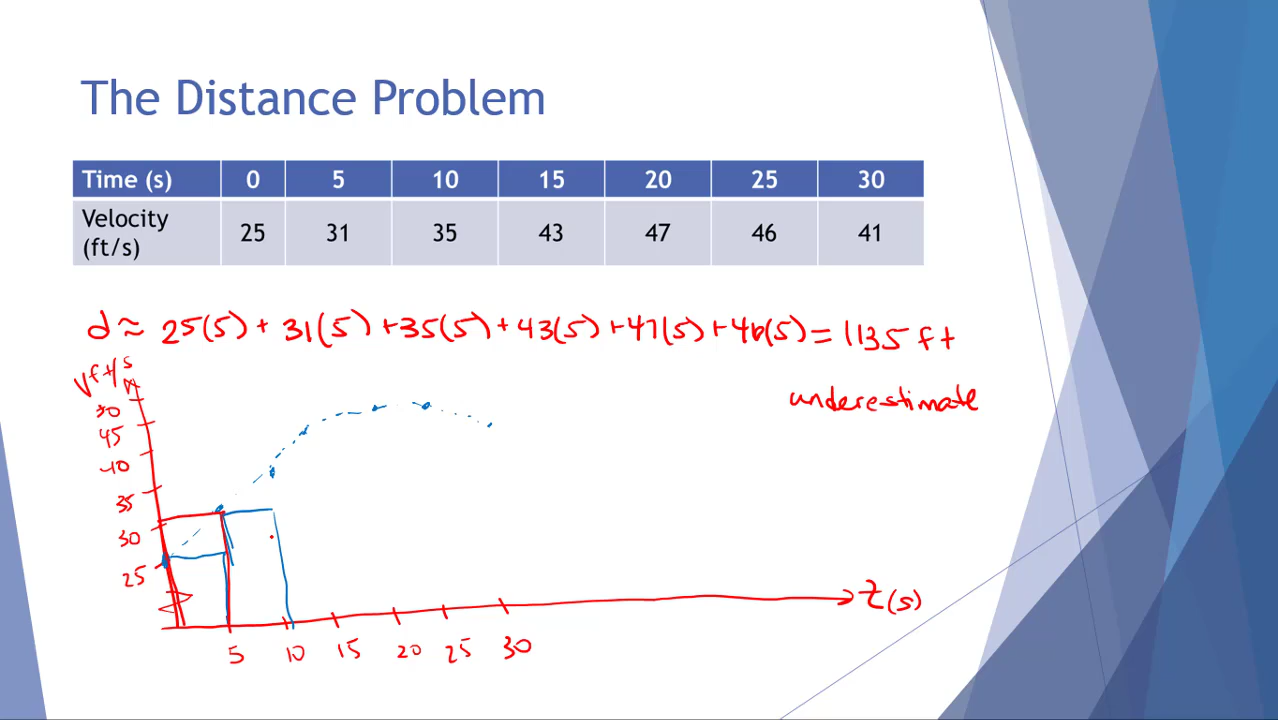 The Distance Problem
Time (s) 0 5 10 15 20 25 30
Velocity (ft/s) 25 31 35 43 47 46 41
d ≈ 25(5) + 31(5) + 35(5) + 43(5) + 47(5) + 46(5) = 1135 ft
underestimate
V ft/s
50
45
40
35
30
25
t (s)
5 10 15 20 25 30